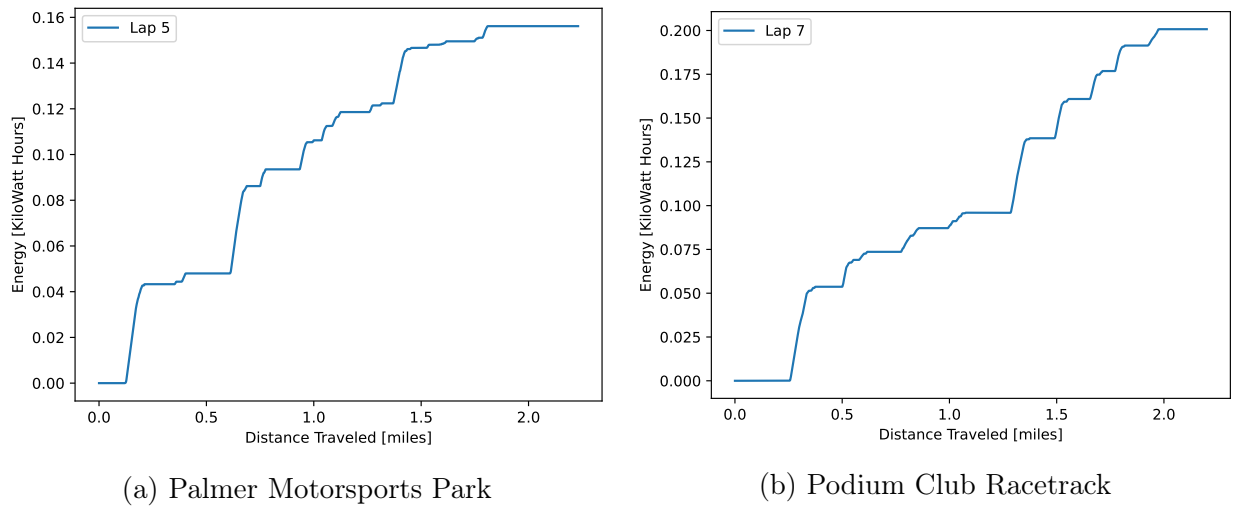 Lap 5
0.16
0.14
0.12
0.10
0.08
0.06
0.04
0.02
0.00
Energy [KiloWatt Hours]
0.0 0.5 1.0 1.5 2.0
Distance Traveled [miles]
(a) Palmer Motorsports Park
Lap 7
0.200
0.175
0.150
0.125
0.100
0.075
0.050
0.025
0.000
Energy [KiloWatt Hours]
0.0 0.5 1.0 1.5 2.0
Distance Traveled [miles]
(b) Podium Club Racetrack